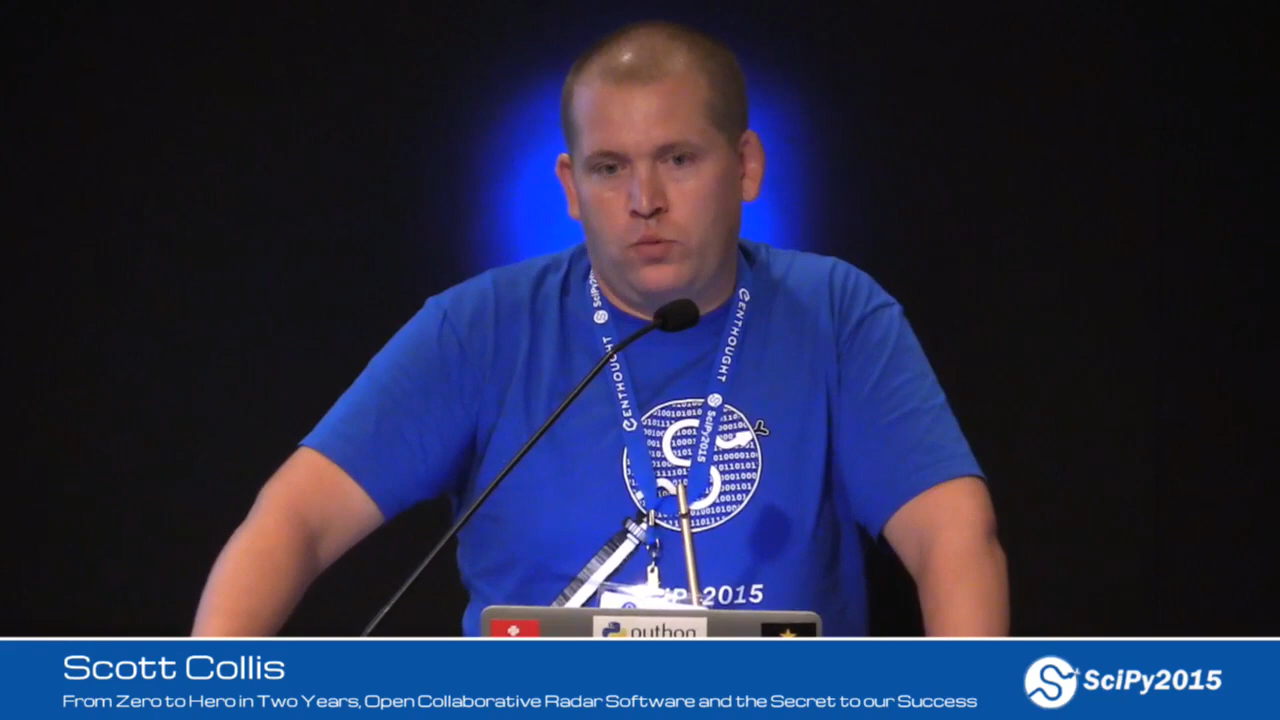 SciPy2015
ENTHOUGHT
ENTHOUGHT
SciPy2015
2015
python
Scott Collis
From Zero to Hero in Two Years, Open Collaborative Radar Software and the Secret to our Success
SciPy2015